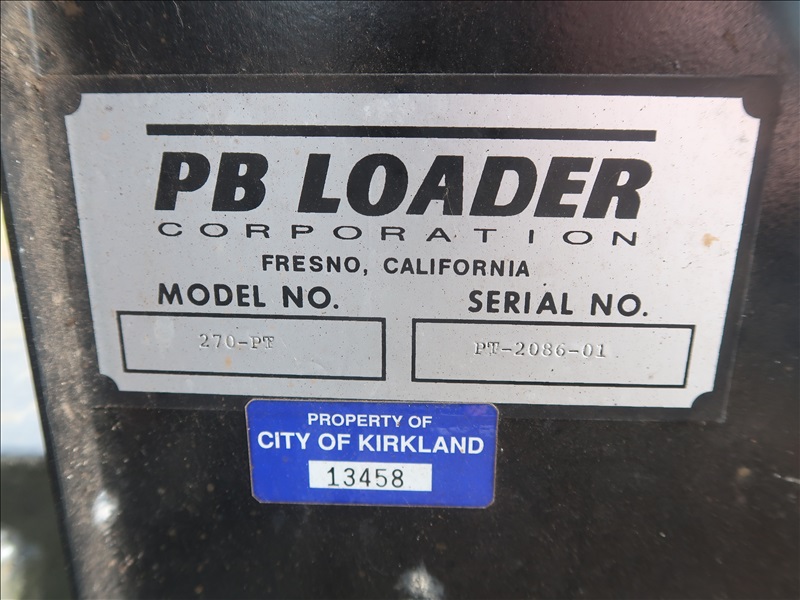 PB LOADER
CORPORATION
FRESNO, CALIFORNIA
MODEL NO. SERIAL NO.
270-PT PT-2086-01
PROPERTY OF
CITY OF KIRKLAND
13458